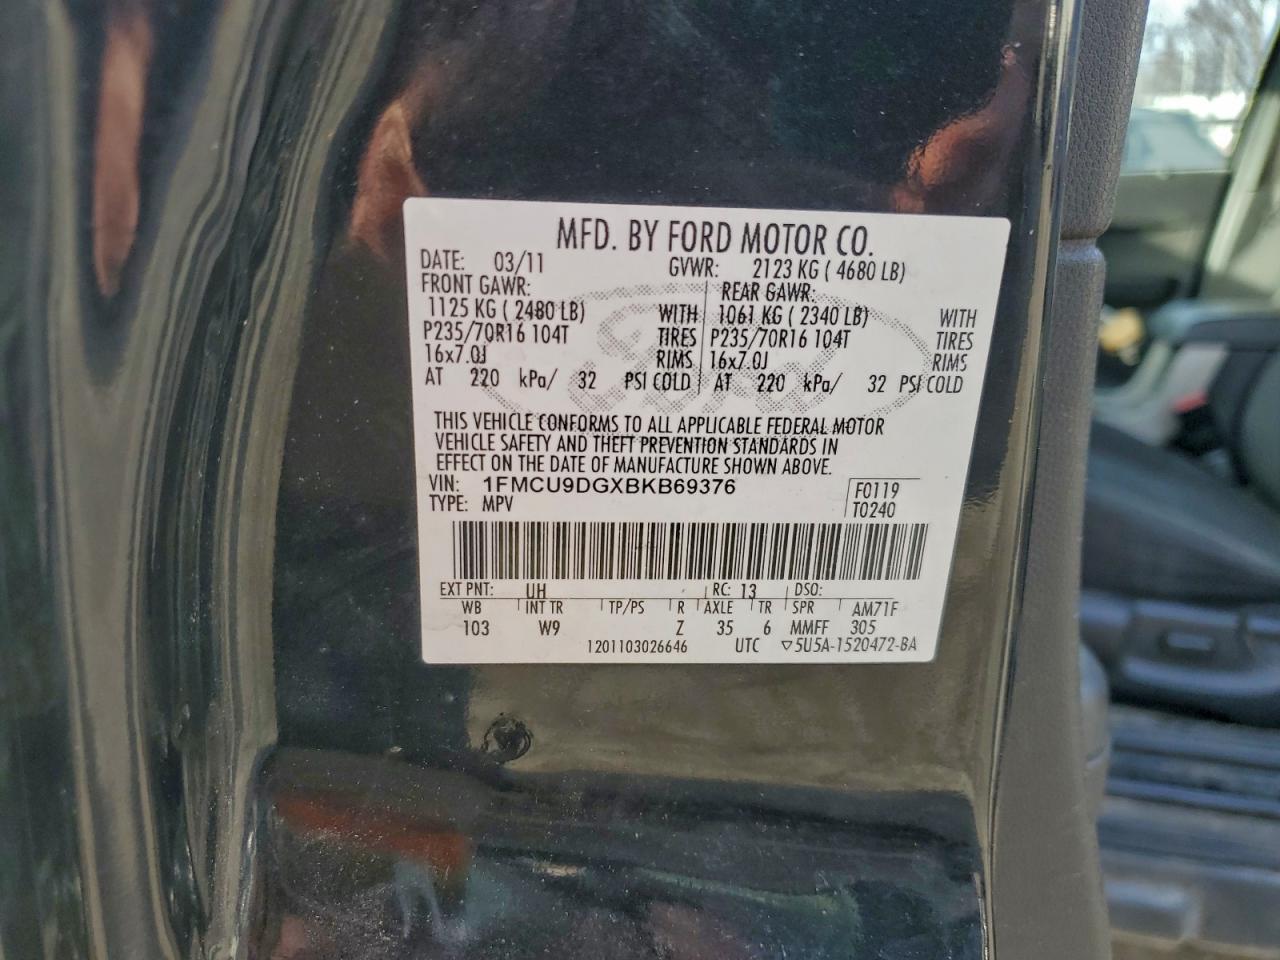 MFD. BY FORD MOTOR CO.
DATE: 03/11 GVWR: 2123 KG ( 4680 LB)
FRONT GAWR: REAR GAWR:
1125 KG ( 2480 LB) WITH 1061 KG ( 2340 LB) WITH
P235/70R16 104T TIRES P235/70R16 104T TIRES
16x7.0J RIMS 16x7.0J RIMS
AT 220 kPa/ 32 PSI COLD AT 220 kPa/ 32 PSI COLD
THIS VEHICLE CONFORMS TO ALL APPLICABLE FEDERAL MOTOR
VEHICLE SAFETY AND THEFT PREVENTION STANDARDS IN
EFFECT ON THE DATE OF MANUFACTURE SHOWN ABOVE.
VIN: 1FMCU9DGXBKB69376 F0119
TYPE: MPV T0240
EXT PNT: UH RC: 13 DSO:
WB INT TR TP/PS R AXLE TR SPR AM71F
103 W9 Z 35 6 MMFF 305
1201103026646 UTC ▽5U5A-1520472-BA